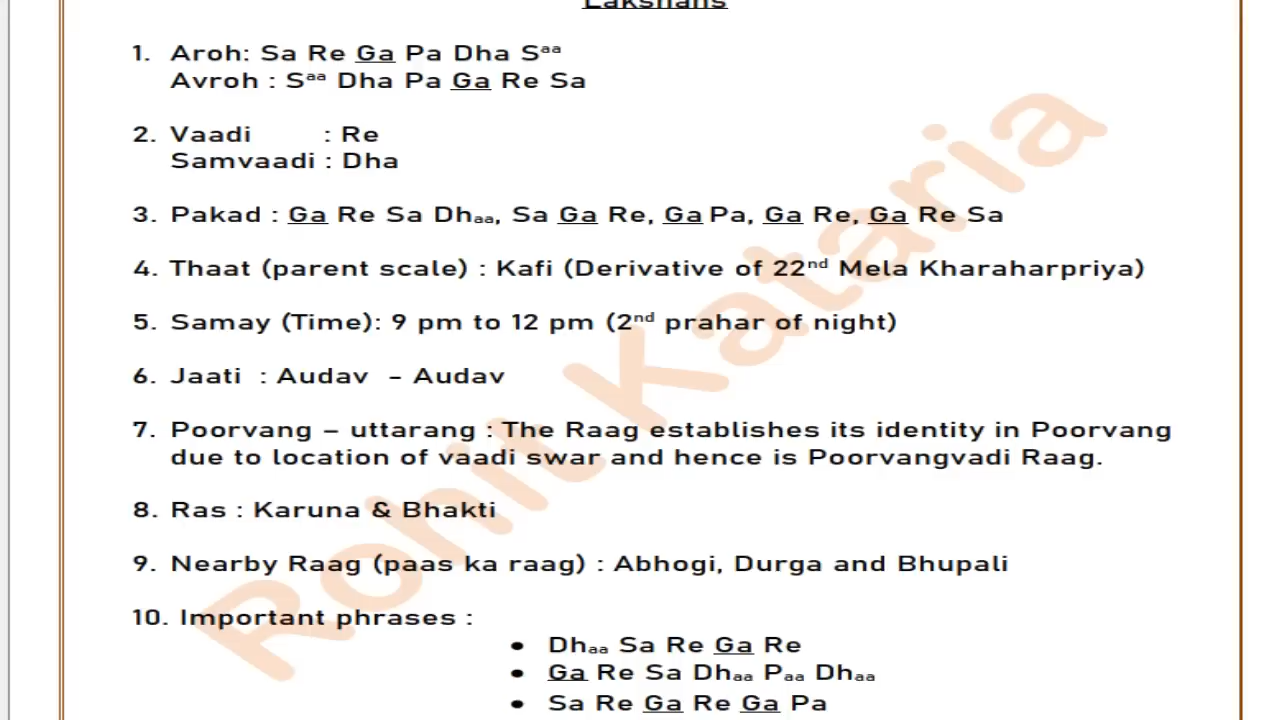 Lakshans
1. Aroh: Sa Re Ga Pa Dha Sᵃᵃ
Avroh : Sᵃᵃ Dha Pa Ga Re Sa
2. Vaadi : Re
Samvaadi : Dha
3. Pakad : Ga Re Sa Dhₐₐ, Sa Ga Re, Ga Pa, Ga Re, Ga Re Sa
4. Thaat (parent scale) : Kafi (Derivative of 22ⁿᵈ Mela Kharaharpriya)
5. Samay (Time): 9 pm to 12 pm (2ⁿᵈ prahar of night)
6. Jaati : Audav – Audav
7. Poorvang – uttarang : The Raag establishes its identity in Poorvang
due to location of vaadi swar and hence is Poorvangvadi Raag.
8. Ras : Karuna & Bhakti
9. Nearby Raag (paas ka raag) : Abhogi, Durga and Bhupali
10. Important phrases :
• Dhₐₐ Sa Re Ga Re
• Ga Re Sa Dhₐₐ Pₐₐ Dhₐₐ
• Sa Re Ga Re Ga Pa
Rohit Kataria